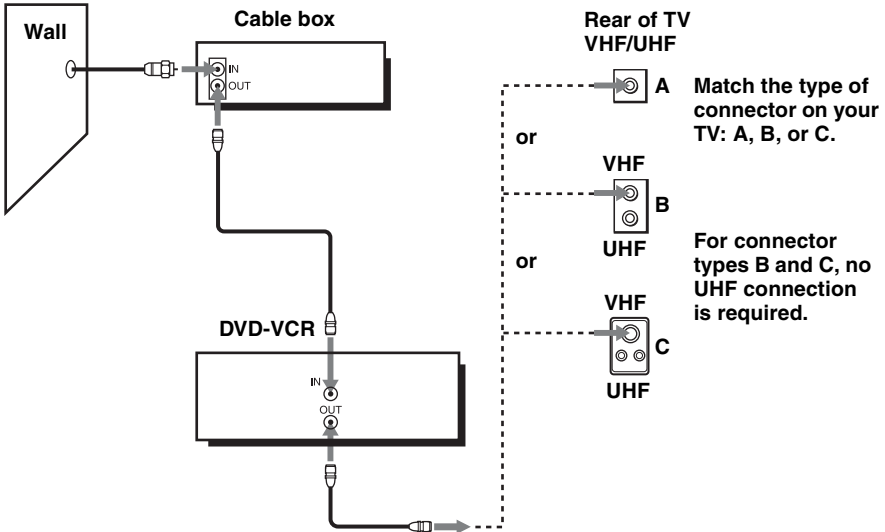 Wall
Cable box
IN
OUT
Rear of TV
VHF/UHF
A
Match the type of
connector on your
TV: A, B, or C.
or
VHF
B
UHF
or
For connector
types B and C, no
UHF connection
is required.
VHF
C
UHF
DVD-VCR
IN
OUT